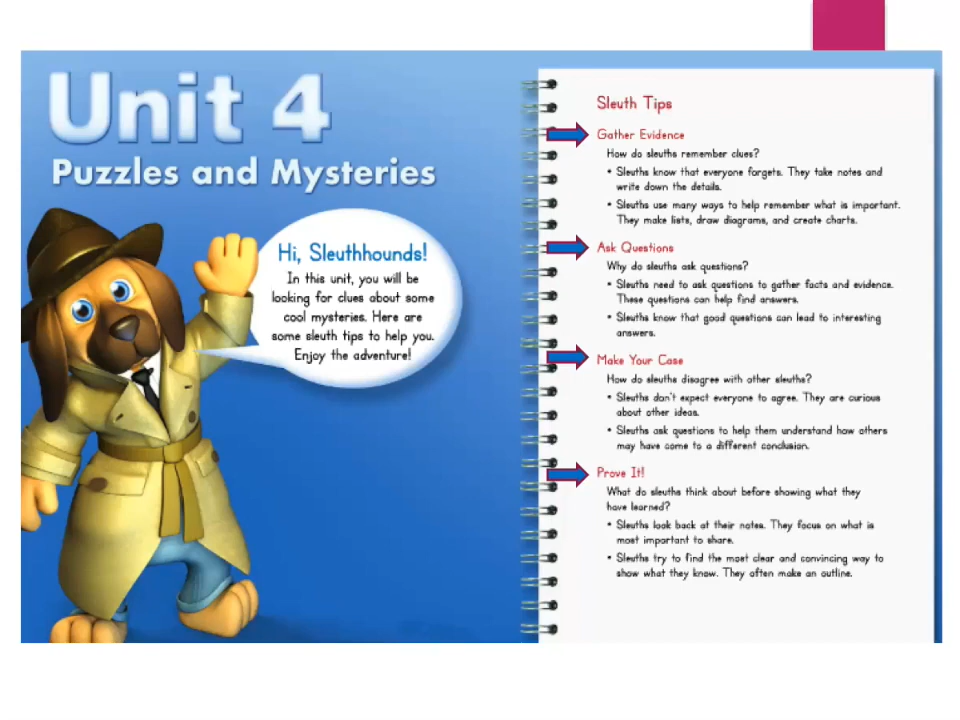 Unit 4
Puzzles and Mysteries
Hi, Sleuthhounds!
In this unit, you will be
looking for clues about some
cool mysteries. Here are
some sleuth tips to help you.
Enjoy the adventure!
Sleuth Tips
Gather Evidence
How do sleuths remember clues?
• Sleuths know that everyone forgets. They take notes and
write down the details.
• Sleuths use many ways to help remember what is important.
They make lists, draw diagrams, and create charts.
Ask Questions
Why do sleuths ask questions?
• Sleuths need to ask questions to gather facts and evidence.
These questions can help find answers.
• Sleuths know that good questions can lead to interesting
answers.
Make Your Case
How do sleuths disagree with other sleuths?
• Sleuths don't expect everyone to agree. They are curious
about other ideas.
• Sleuths ask questions to help them understand how others
may have come to a different conclusion.
Prove It!
What do sleuths think about before showing what they
have learned?
• Sleuths look back at their notes. They focus on what is
most important to share.
• Sleuths try to find the most clear and convincing way to
show what they know. They often make an outline.